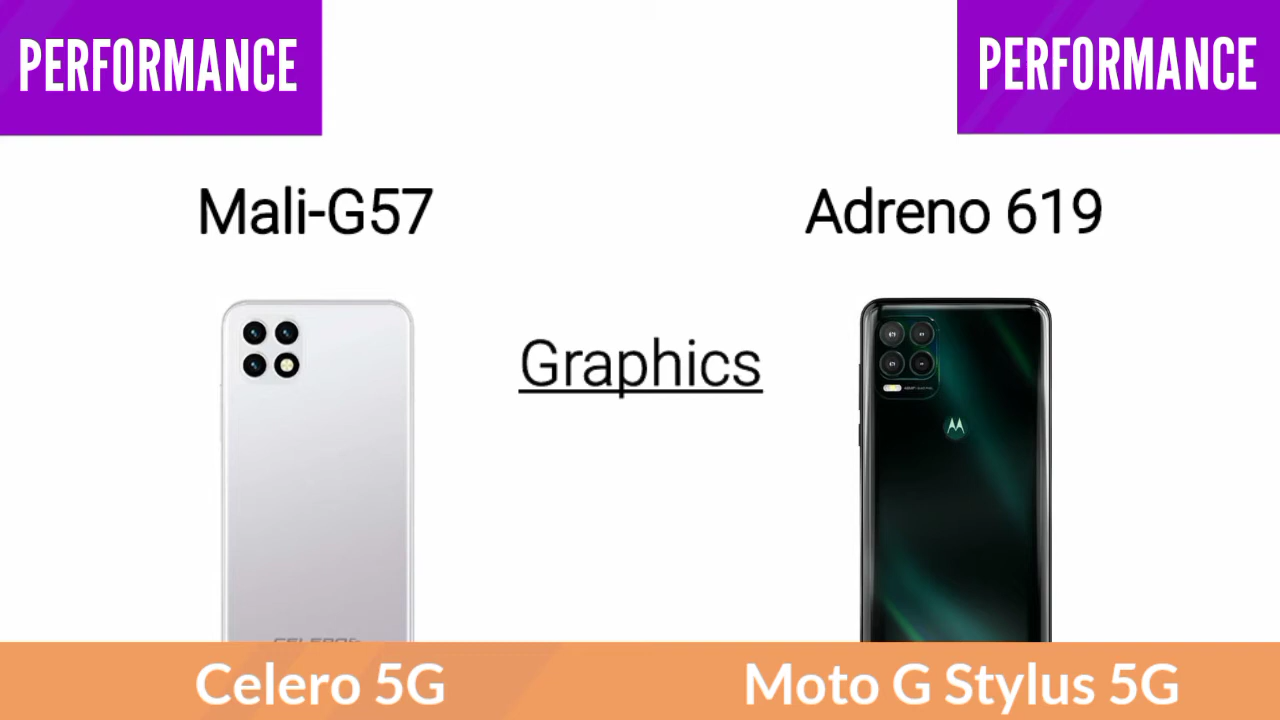 PERFORMANCE
PERFORMANCE
Mali-G57
Adreno 619
Graphics
Celero 5G
Moto G Stylus 5G